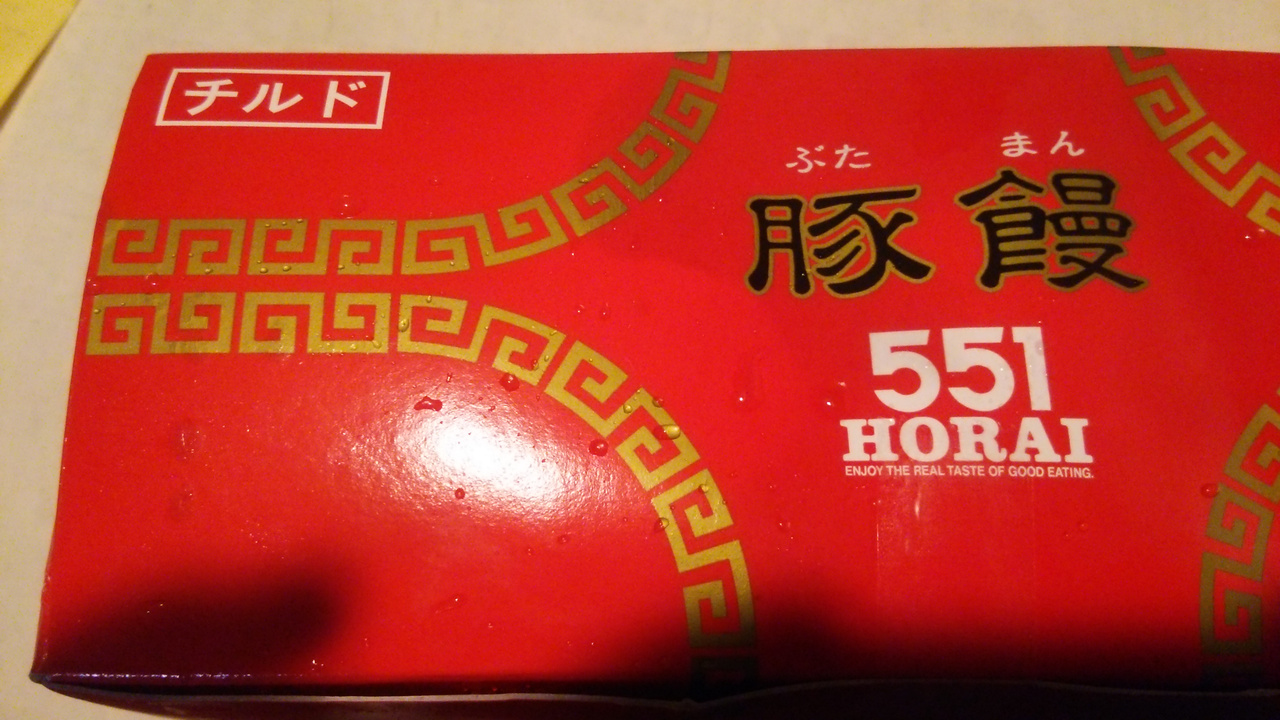 チルド
ぶた まん
豚饅
551
HORAI
ENJOY THE REAL TASTE OF GOOD EATING.